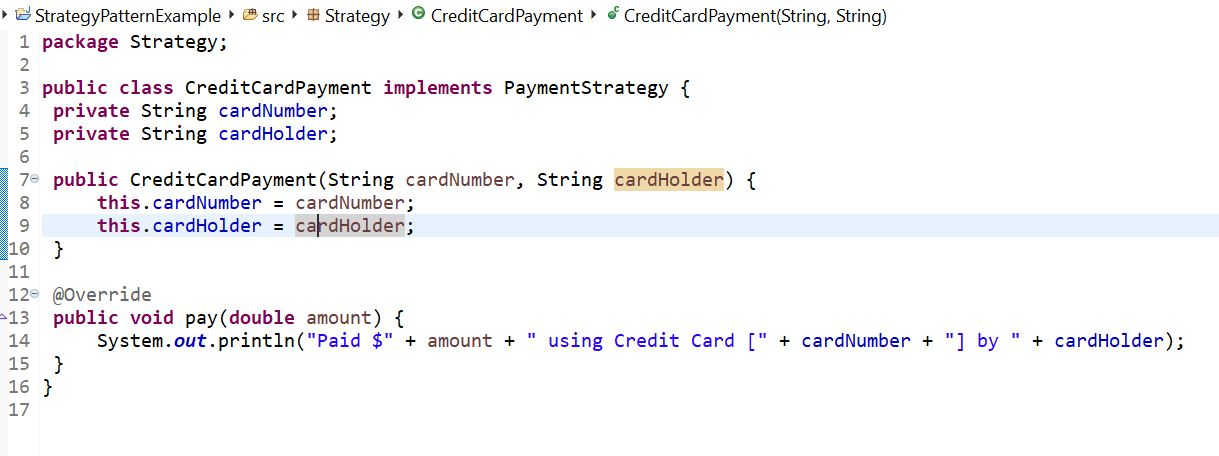 StrategyPatternExample src Strategy CreditCardPayment CreditCardPayment(String, String)
1 package Strategy;
2
3 public class CreditCardPayment implements PaymentStrategy {
4 private String cardNumber;
5 private String cardHolder;
6
7 public CreditCardPayment(String cardNumber, String cardHolder) {
8 this.cardNumber = cardNumber;
9 this.cardHolder = cardHolder;
10 }
11
12 @Override
13 public void pay(double amount) {
14 System.out.println("Paid $" + amount + " using Credit Card [" + cardNumber + "] by " + cardHolder);
15 }
16 }
17